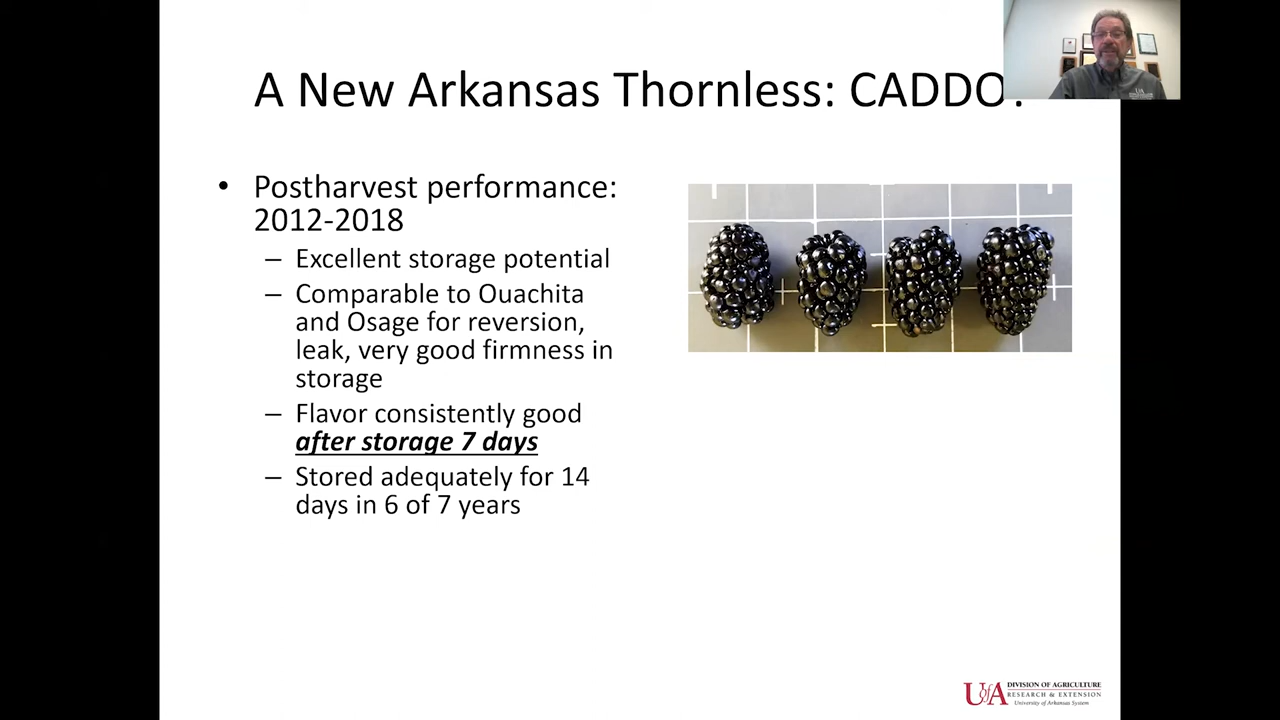 A New Arkansas Thornless: CADDO!
• Postharvest performance:
2012-2018
– Excellent storage potential
– Comparable to Ouachita
and Osage for reversion,
leak, very good firmness in
storage
– Flavor consistently good
after storage 7 days
– Stored adequately for 14
days in 6 of 7 years
UofA DIVISION OF AGRICULTURE
RESEARCH & EXTENSION
University of Arkansas System